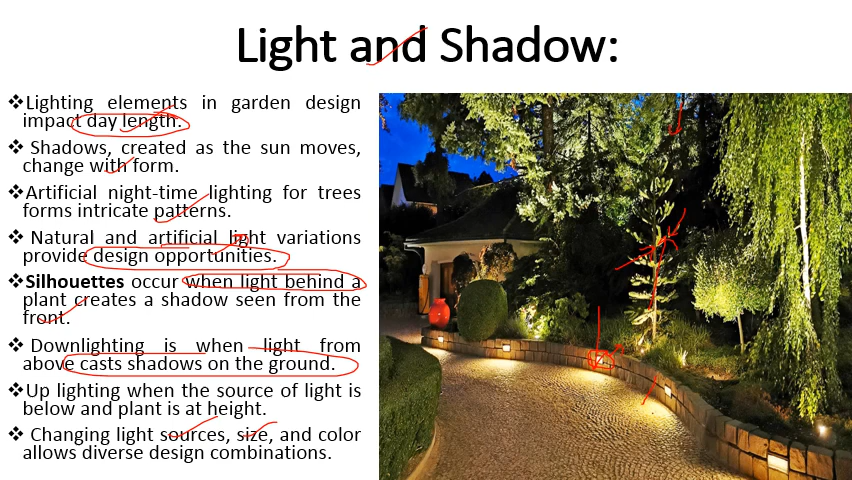 Light and Shadow:
❖Lighting elements in garden design
impact day length.
❖ Shadows, created as the sun moves,
change with form.
❖Artificial night-time lighting for trees
forms intricate patterns.
❖ Natural and artificial light variations
provide design opportunities.
❖Silhouettes occur when light behind a
plant creates a shadow seen from the
front.
❖ Downlighting is when light from
above casts shadows on the ground.
❖Up lighting when the source of light is
below and plant is at height.
❖ Changing light sources, size, and color
allows diverse design combinations.